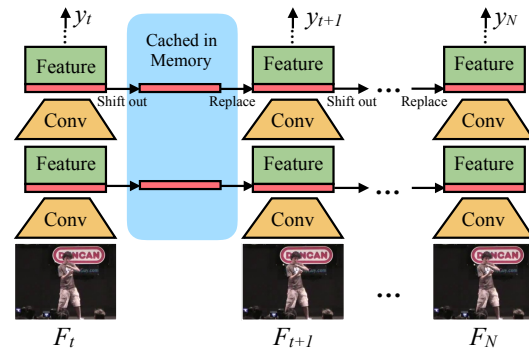 y_t y_{t+1} y_N
Cached in
Memory
Feature Feature Feature
Shift out Replace Shift out Replace
Conv Conv Conv
...
Feature Feature Feature
...
Conv Conv Conv
DUNCAN DUNCAN DUNCAN
...
F_t F_{t+1} F_N